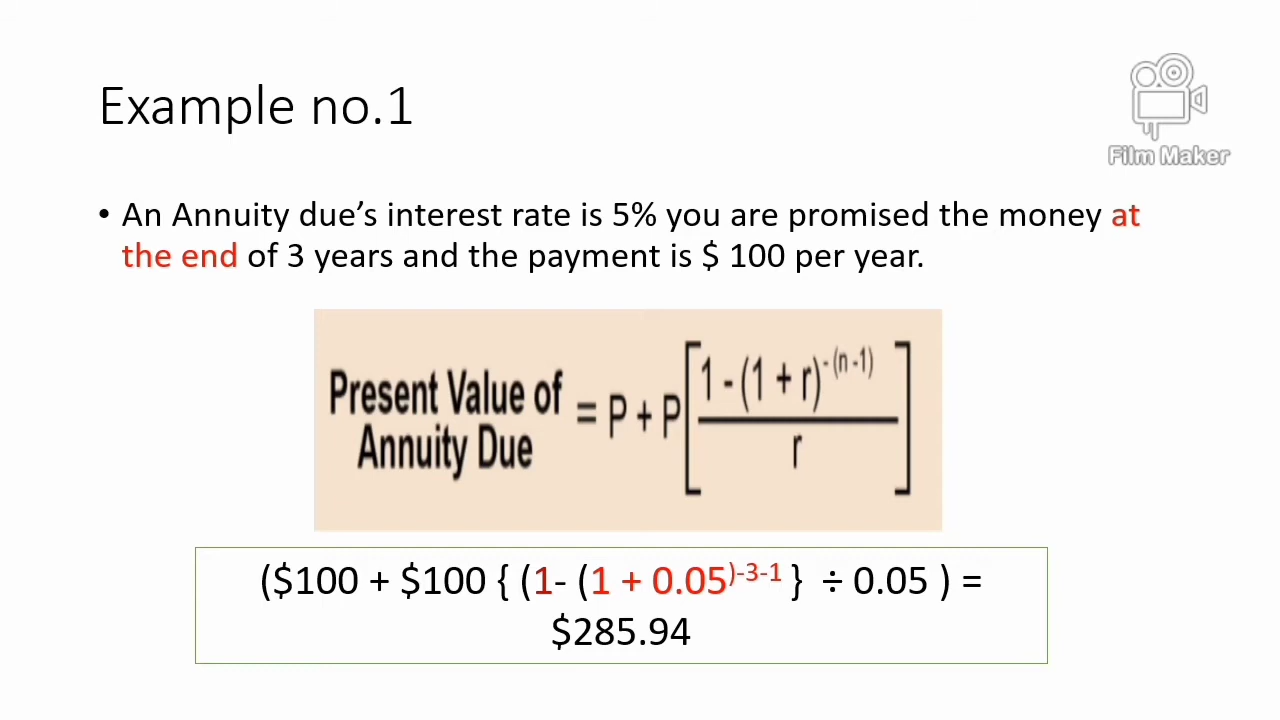 Example no.1
Film Maker
• An Annuity due’s interest rate is 5% you are promised the money at
the end of 3 years and the payment is $ 100 per year.
Present Value of Annuity Due = P + P[(1 - (1 + r)^-(n -1)) / r]
($100 + $100 { (1- (1 + 0.05)-3-1 } ÷ 0.05 ) =
$285.94